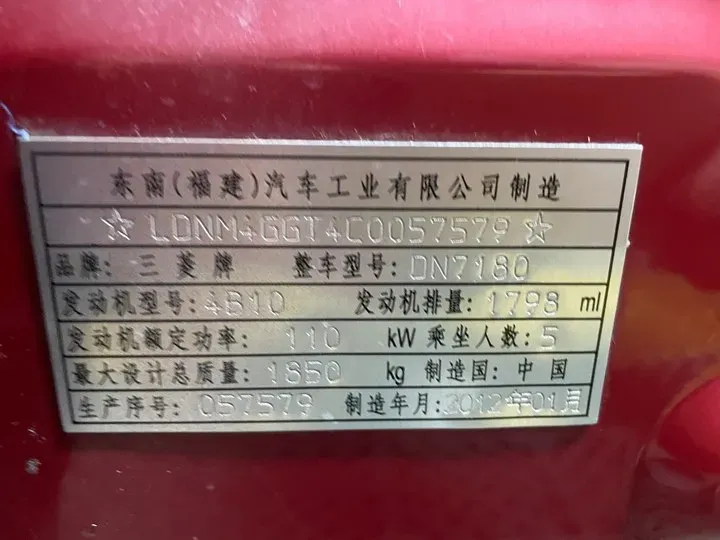 东南(福建)汽车工业有限公司制造
☆ LDNM4GGT4C0057579 ☆
品牌: 三菱牌 整车型号: DN7180
发动机型号: 4B10 发动机排量: 1798 ml
发动机额定功率: 110 kW 乘坐人数: 5
最大设计总质量: 1850 kg 制造国: 中国
生产序号: 057579 制造年月: 2012年01月